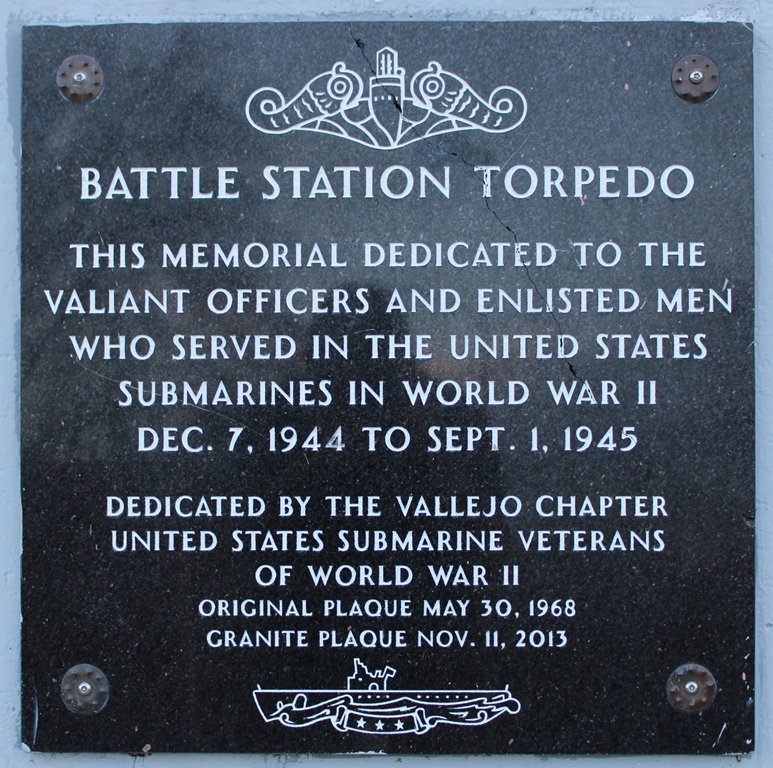 BATTLE STATION TORPEDO
THIS MEMORIAL DEDICATED TO THE
VALIANT OFFICERS AND ENLISTED MEN
WHO SERVED IN THE UNITED STATES
SUBMARINES IN WORLD WAR II
DEC. 7, 1944 TO SEPT. 1, 1945
DEDICATED BY THE VALLEJO CHAPTER
UNITED STATES SUBMARINE VETERANS
OF WORLD WAR II
ORIGINAL PLAQUE MAY 30, 1968
GRANITE PLAQUE NOV. 11, 2013